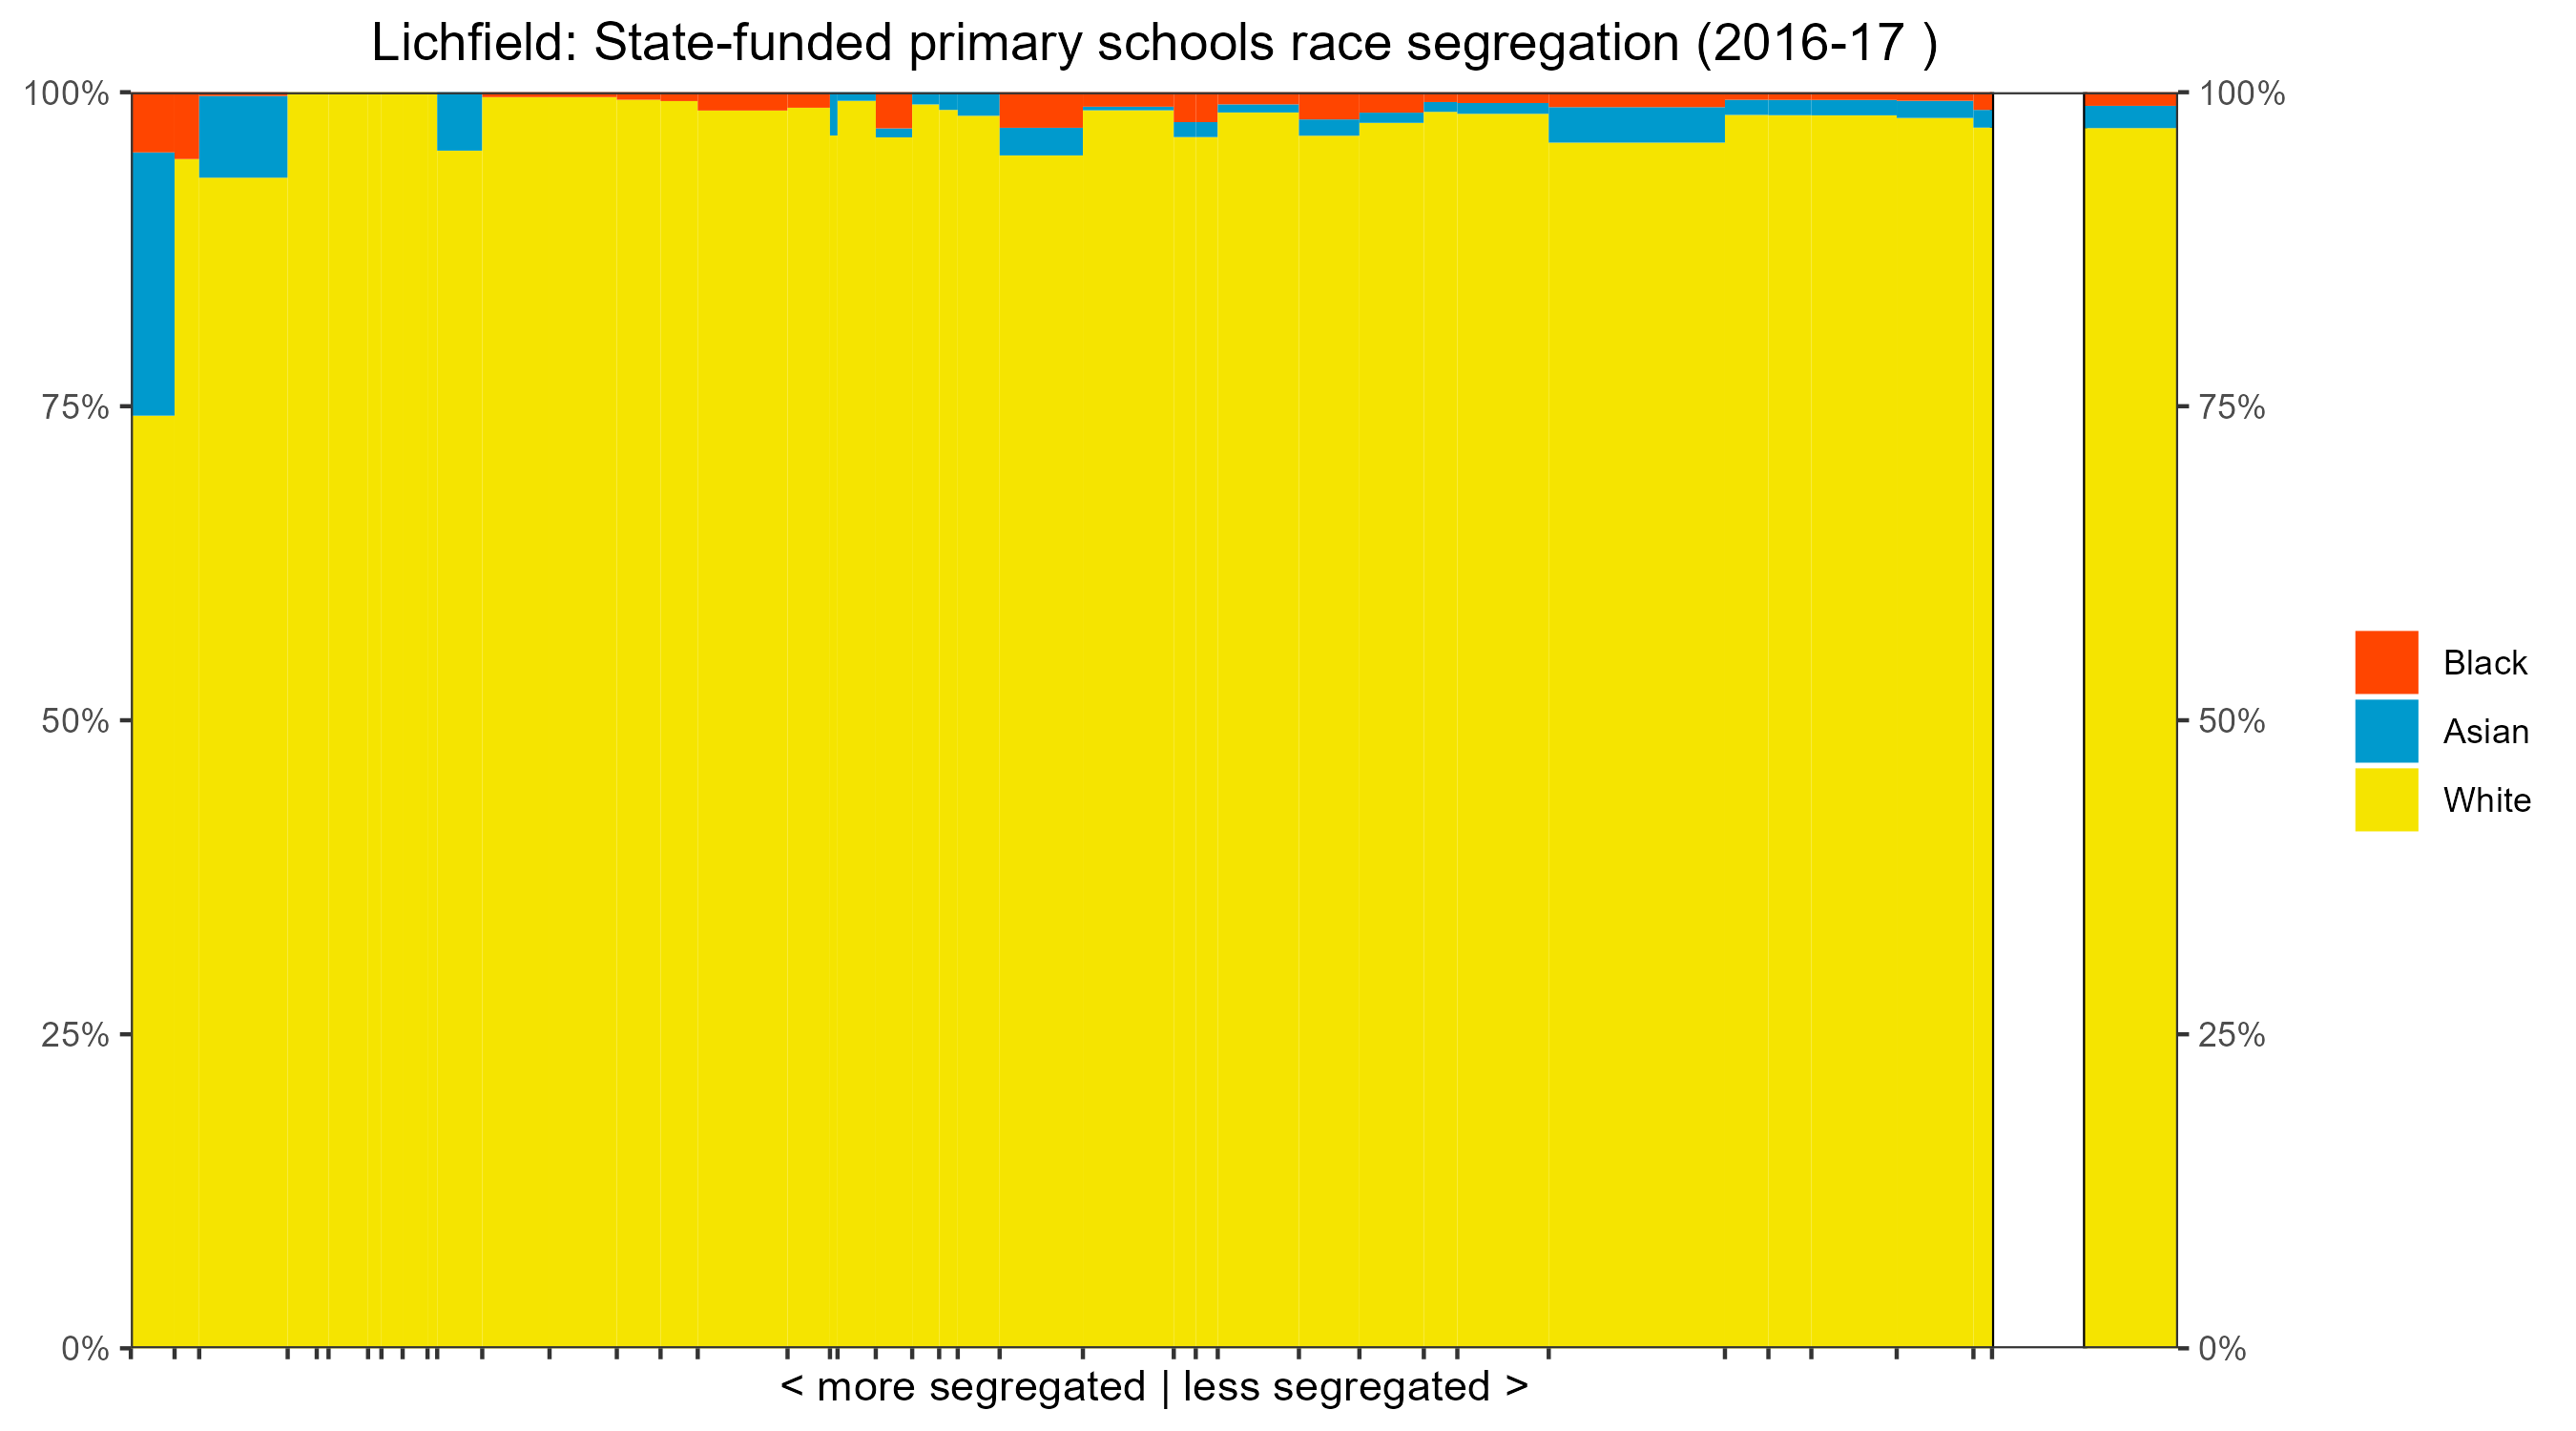 Lichfield: State-funded primary schools race segregation (2016-17 )
100%
75%
50%
25%
0%
100%
75%
50%
25%
0%
Black
Asian
White
< more segregated | less segregated >